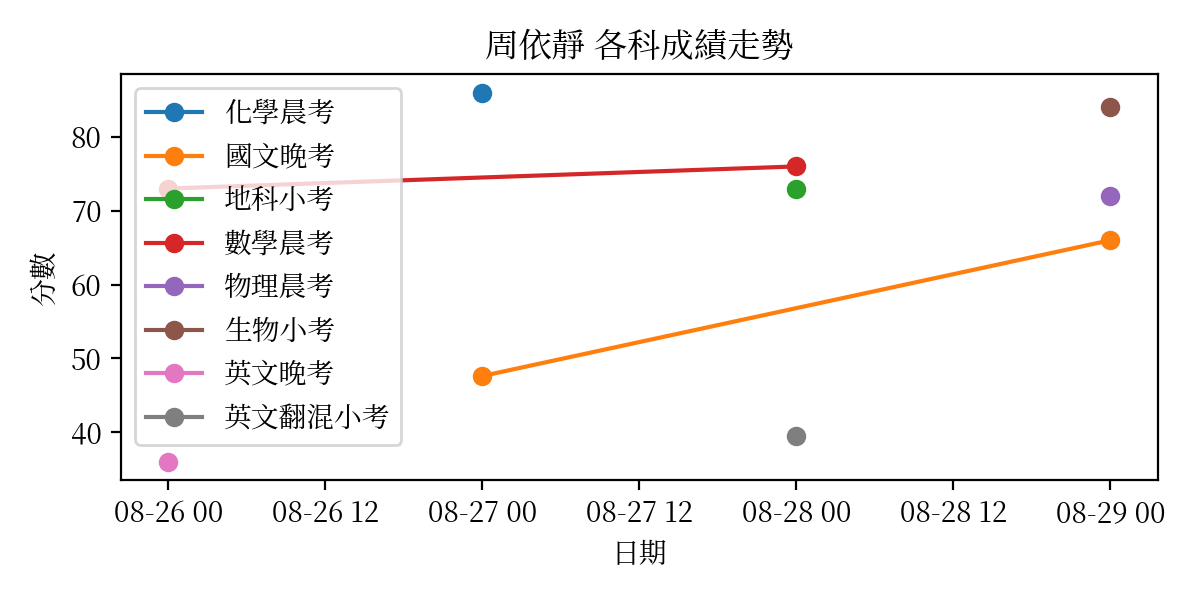 周依靜 各科成績走勢
分數
80
70
60
50
40
化學晨考
國文晚考
地科小考
數學晨考
物理晨考
生物小考
英文晚考
英文翻混小考
08-26 00 08-26 12 08-27 00 08-27 12 08-28 00 08-28 12 08-29 00
日期